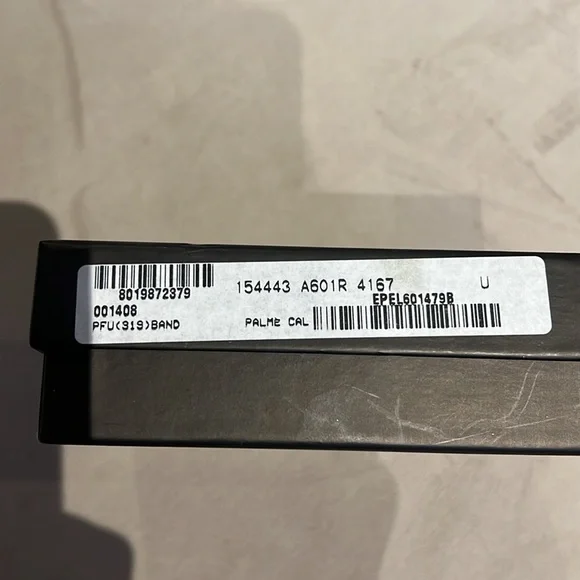 8019872379
001408
PFU(319)BAND
154443 A601R 4167 U
EPEL601479B
PALME CAL